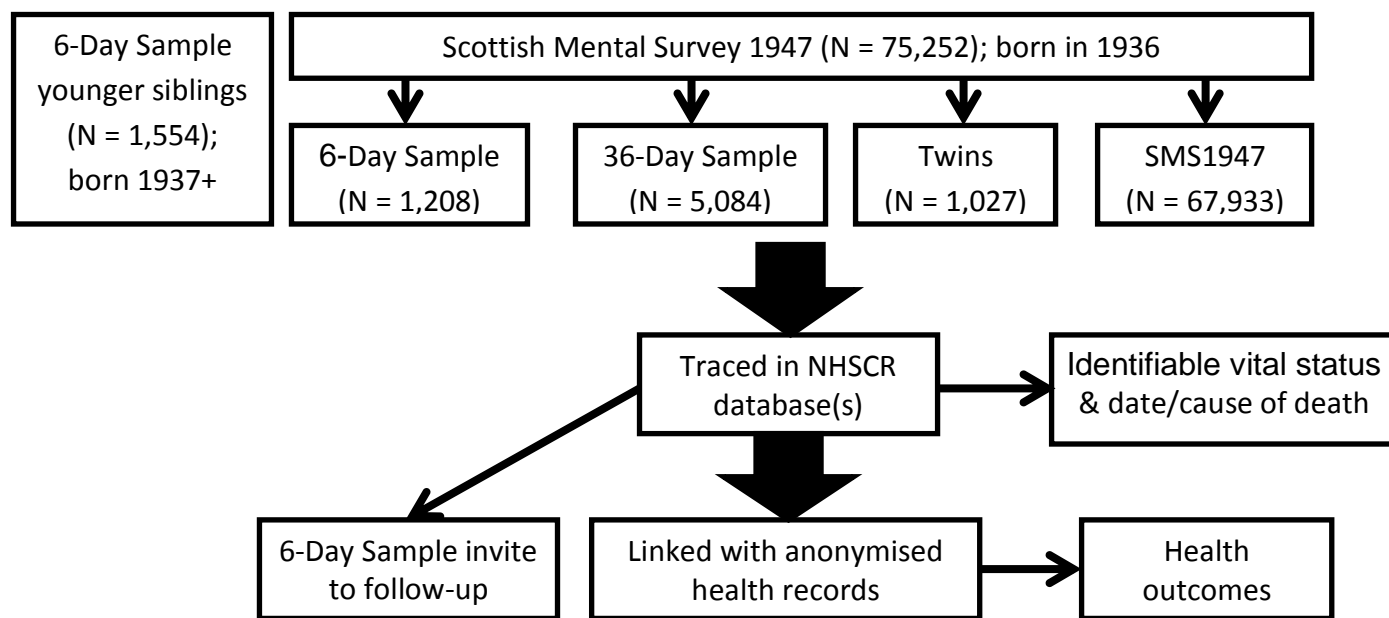 6-Day Sample
younger siblings
(N = 1,554);
born 1937+
Scottish Mental Survey 1947 (N = 75,252); born in 1936
6-Day Sample
(N = 1,208)
36-Day Sample
(N = 5,084)
Twins
(N = 1,027)
SMS1947
(N = 67,933)
Traced in NHSCR
database(s)
Identifiable vital status
& date/cause of death
6-Day Sample invite
to follow-up
Linked with anonymised
health records
Health
outcomes